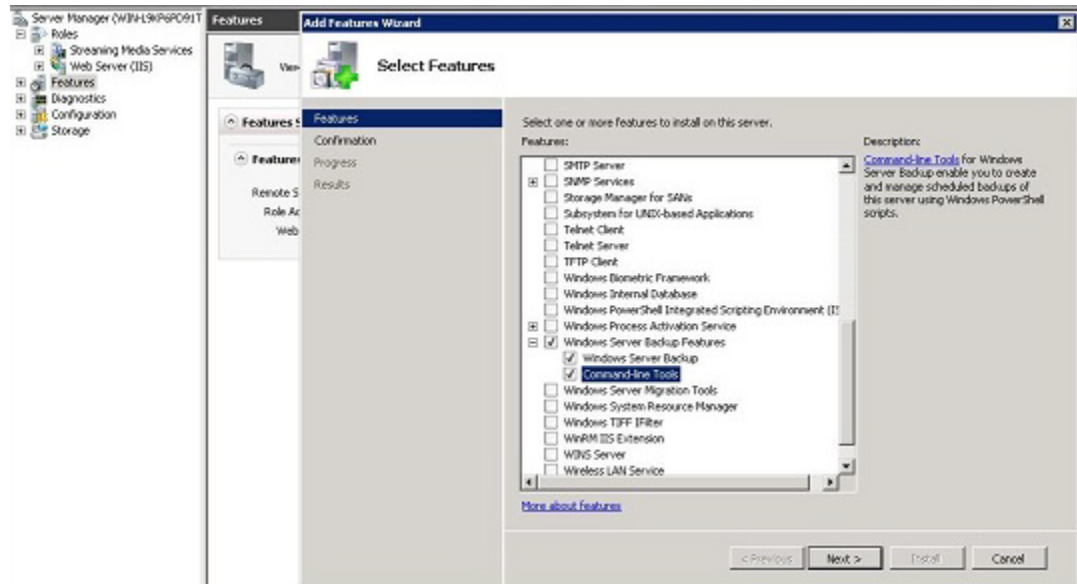 Server Manager (WIN-L9KP6PO91T
Roles
Streaming Media Services
Web Server (IIS)
Features
Diagnostics
Configuration
Storage
Features
View
Features S
Features
Remote S
Role Ac
Web
Add Features Wizard
Select Features
Features
Confirmation
Progress
Results
Select one or more features to install on this server.
Features:
SMTP Server
SNMP Services
Storage Manager for SANs
Subsystem for UNIX-based Applications
Telnet Client
Telnet Server
TFTP Client
Windows Biometric Framework
Windows Internal Database
Windows PowerShell Integrated Scripting Environment (IS
Windows Process Activation Service
Windows Server Backup Features
Windows Server Backup
Command-line Tools
Windows Server Migration Tools
Windows System Resource Manager
Windows TIFF IFilter
WinRM IIS Extension
WINS Server
Wireless LAN Service
More about features
Description:
Command-line Tools for Windows
Server Backup enable you to create
and manage scheduled backups of
this server using Windows PowerShell
scripts.
< Previous
Next >
Install
Cancel